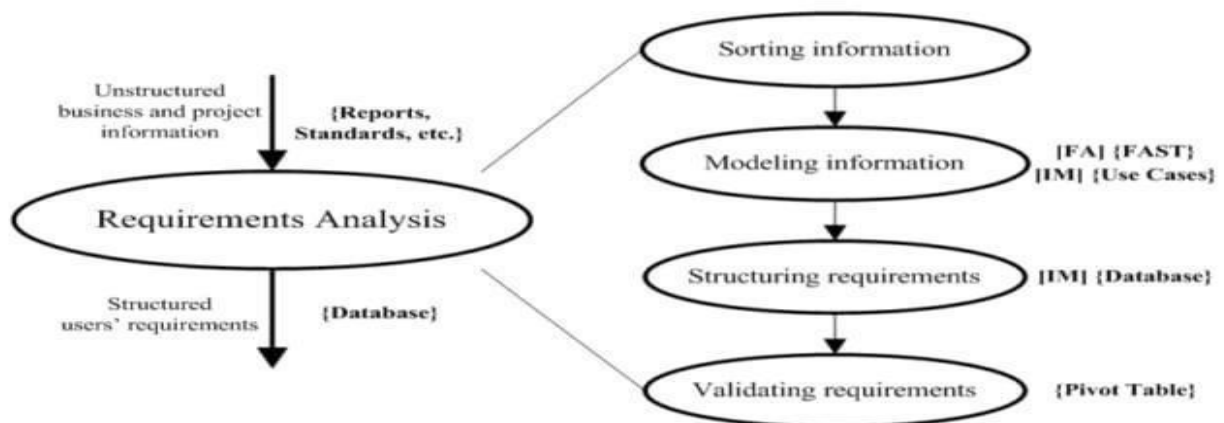 Unstructured
business and project
information
{Reports,
Standards, etc.}
Requirements Analysis
Structured
users' requirements
{Database}
Sorting information
Modeling information
[FA] {FAST}
[IM] {Use Cases}
Structuring requirements
[IM] {Database}
Validating requirements
{Pivot Table}